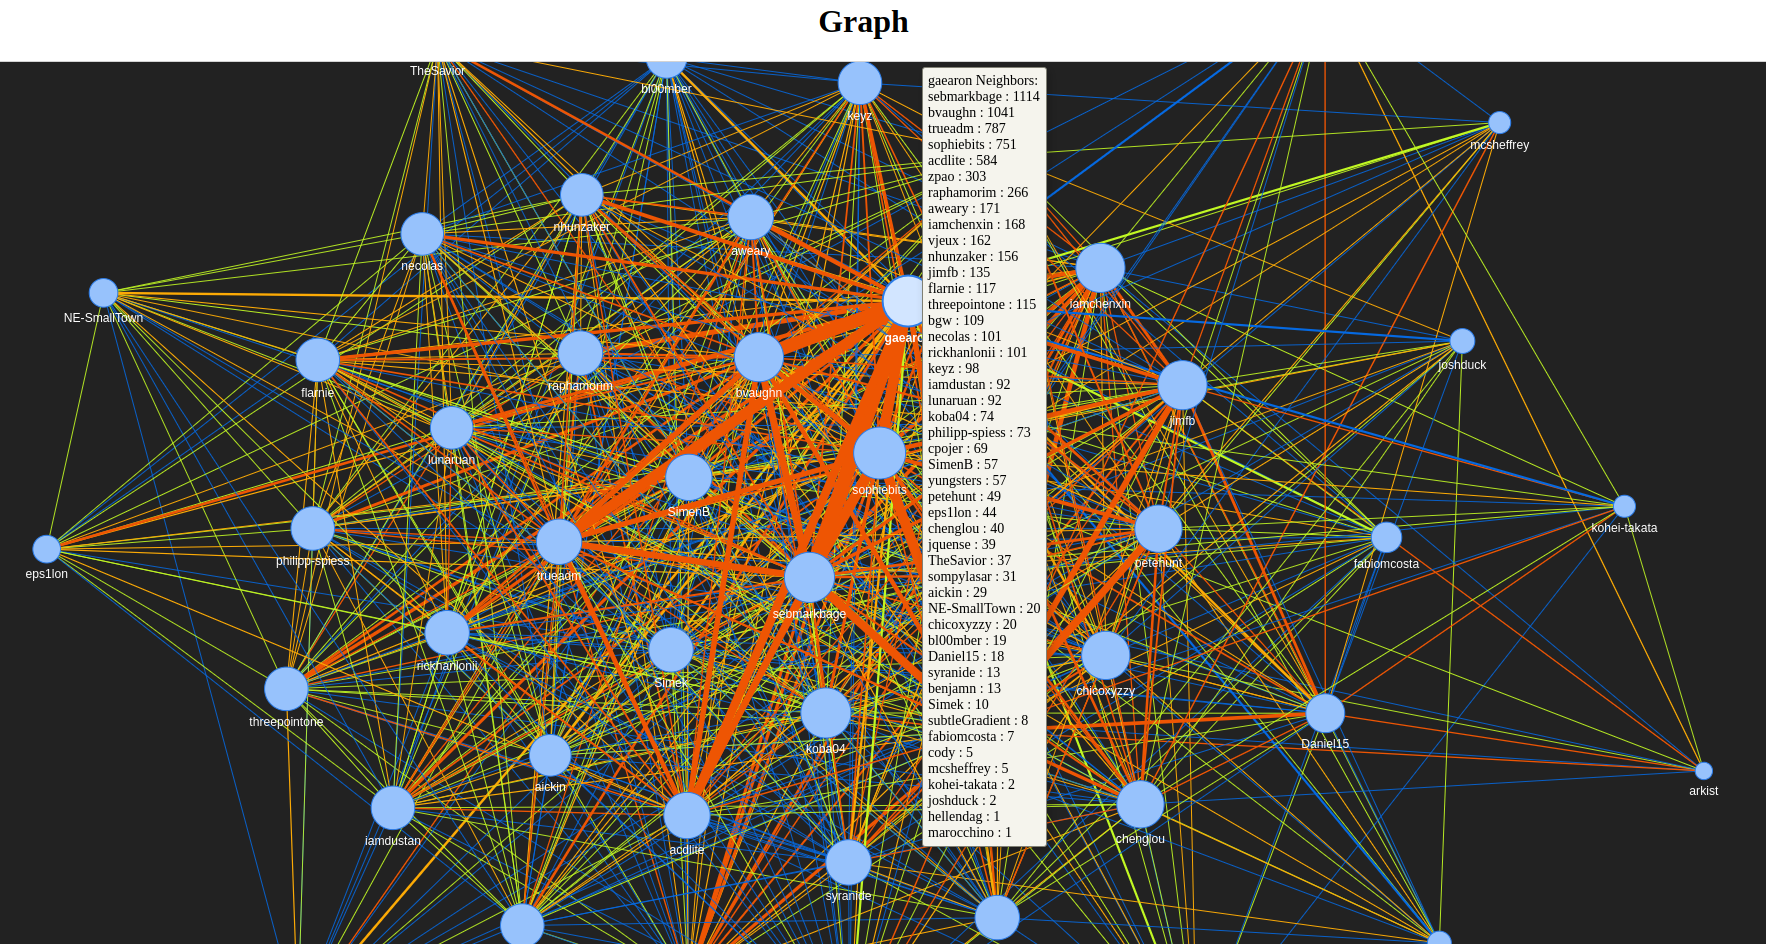 Graph
TheSavior
bl00mber
keyz
mcsheffrey
nhunzaker
aweary
necolas
iamchenxin
NE-SmallTown
gaearo
joshduck
flarnie
raphamorim
bvaughn
jimfb
lunaruan
sophiebits
SimenB
kohei-takata
philipp-spiess
trueadm
petehunt
fabiomcosta
eps1lon
sebmarkbage
rickhanlonii
Simek
chicoxyzzy
threepointone
koba04
Daniel15
aickin
arkist
iamdustan
acdlite
chenglou
syranide
gaearon Neighbors:
sebmarkbage : 1114
bvaughn : 1041
trueadm : 787
sophiebits : 751
acdlite : 584
zpao : 303
raphamorim : 266
aweary : 171
iamchenxin : 168
vjeux : 162
nhunzaker : 156
jimfb : 135
flarnie : 117
threepointone : 115
bgw : 109
necolas : 101
rickhanlonii : 101
keyz : 98
iamdustan : 92
lunaruan : 92
koba04 : 74
philipp-spiess : 73
cpojer : 69
SimenB : 57
yungsters : 57
petehunt : 49
eps1lon : 44
chenglou : 40
jquense : 39
TheSavior : 37
sompylasar : 31
aickin : 29
NE-SmallTown : 20
chicoxyzzy : 20
bl00mber : 19
Daniel15 : 18
syranide : 13
benjamn : 13
Simek : 10
subtleGradient : 8
fabiomcosta : 7
cody : 5
mcsheffrey : 5
kohei-takata : 2
joshduck : 2
hellendag : 1
marocchino : 1